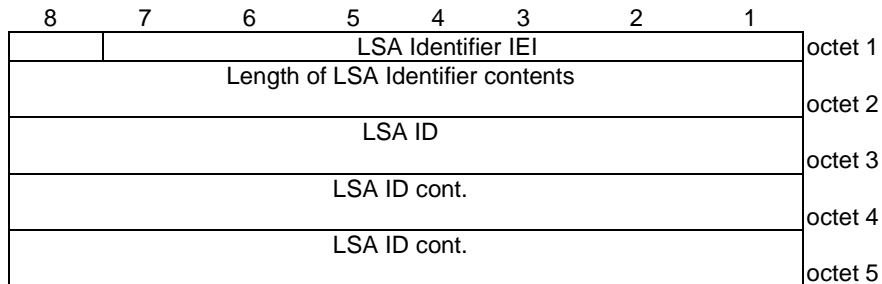 8 7 6 5 4 3 2 1
LSA Identifier IEI octet 1
Length of LSA Identifier contents
octet 2
LSA ID
octet 3
LSA ID cont.
octet 4
LSA ID cont.
octet 5